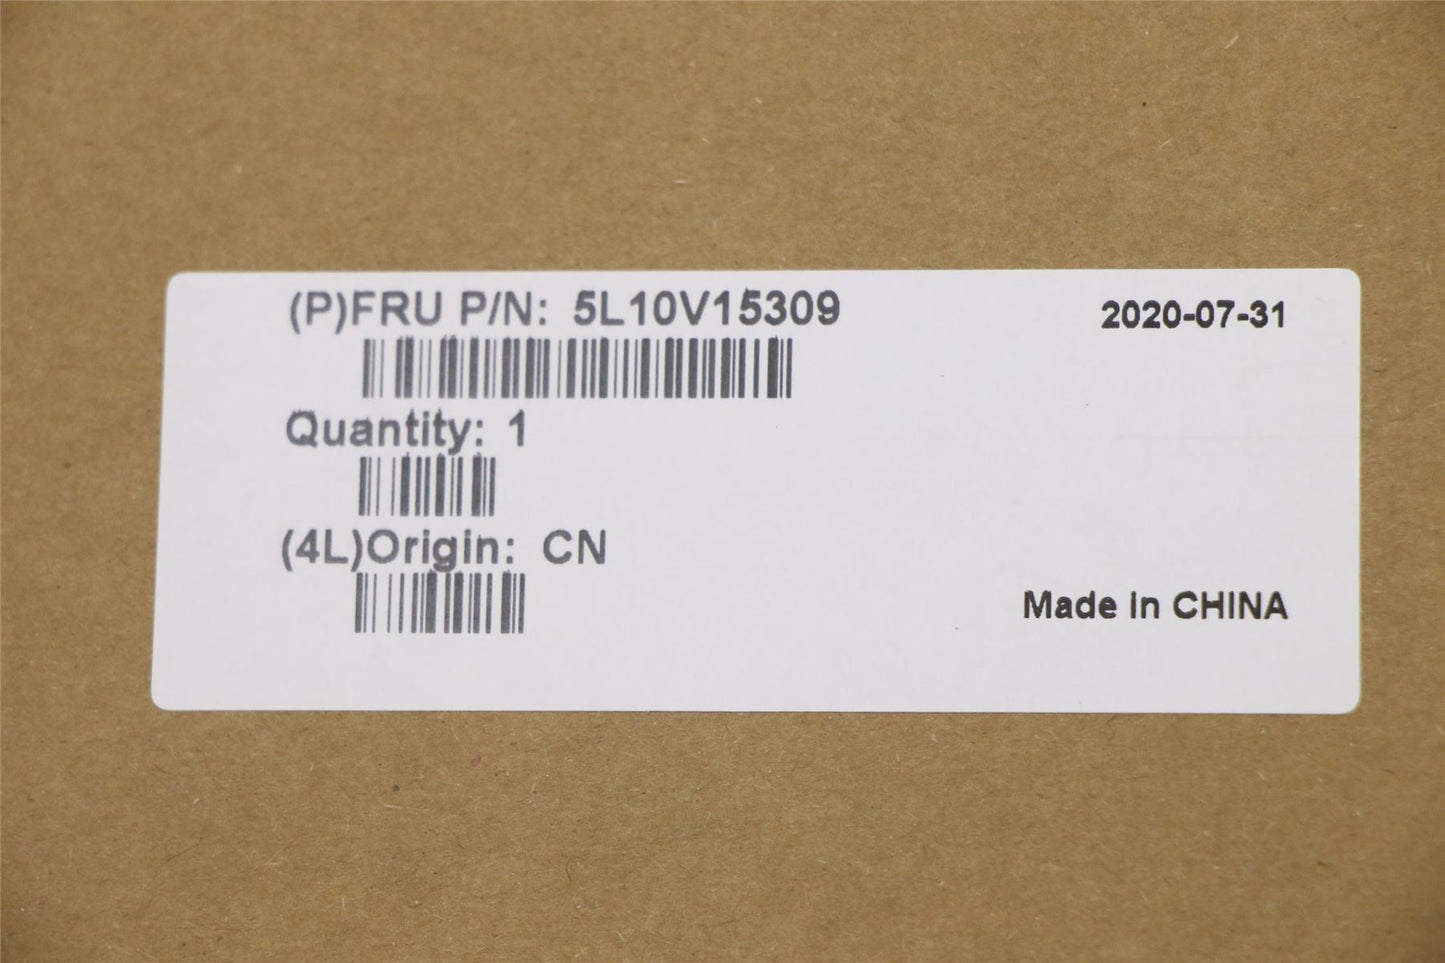 (P)FRU P/N: 5L10V15309
2020-07-31
Quantity: 1
(4L)Origin: CN
Made in CHINA